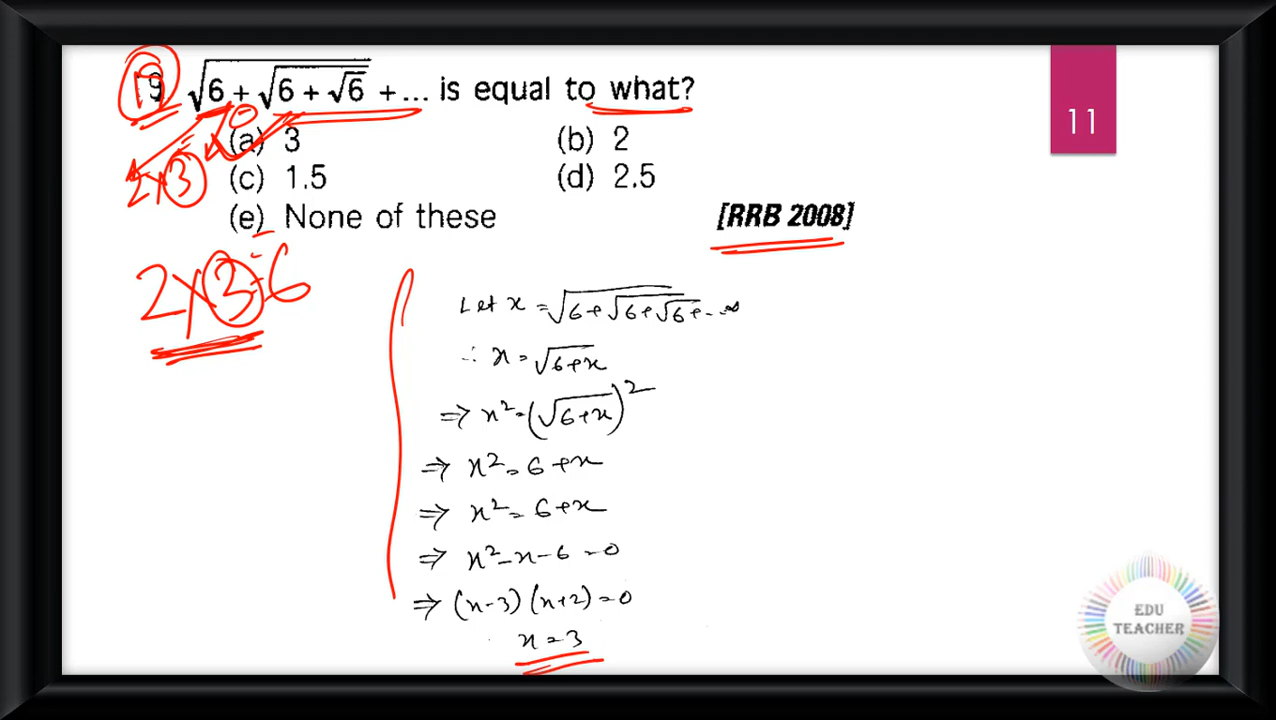 19 √(6 + √(6 + √6)) + ... is equal to what?
(a) 3
(b) 2
(c) 1.5
(d) 2.5
(e) None of these
[RRB 2008]
11
2×3
2×3=6
Let x = √6+√6+√6+--∞
∴ x = √6+x
⇒ x² = (√6+x)²
⇒ x² = 6+x
⇒ x² = 6+x
⇒ x²-x-6 = 0
⇒ (x-3) (x+2) = 0
x = 3
EDU
TEACHER